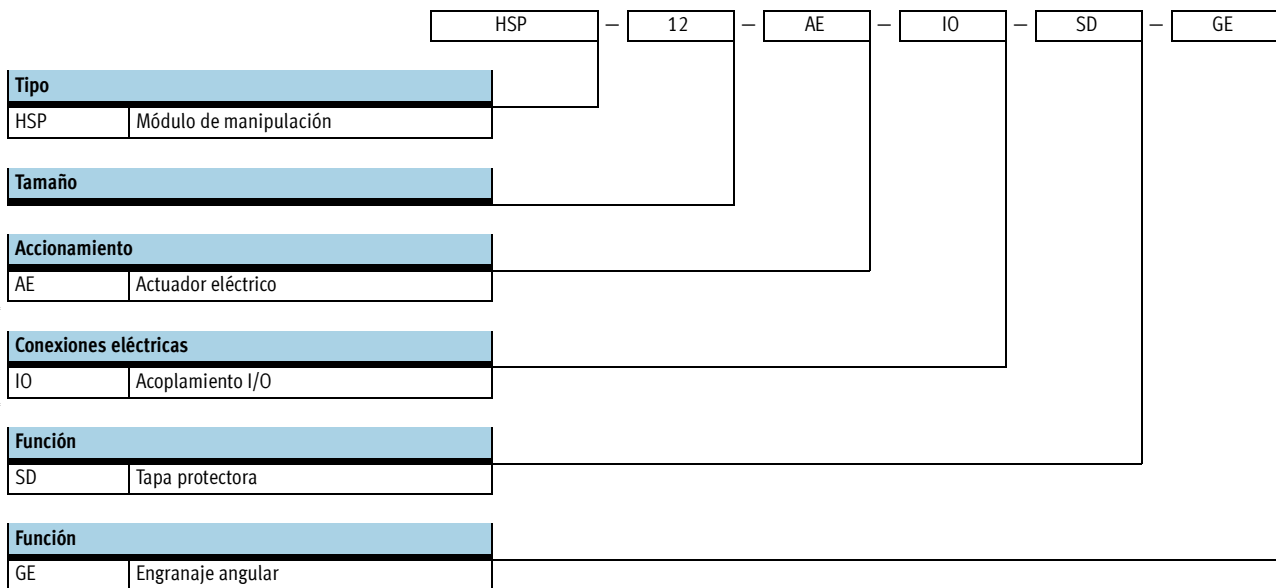 HSP – 12 – AE – IO – SD – GE
Tipo
HSP Módulo de manipulación
Tamaño
Accionamiento
AE Actuador eléctrico
Conexiones eléctricas
IO Acoplamiento I/O
Función
SD Tapa protectora
Función
GE Engranaje angular